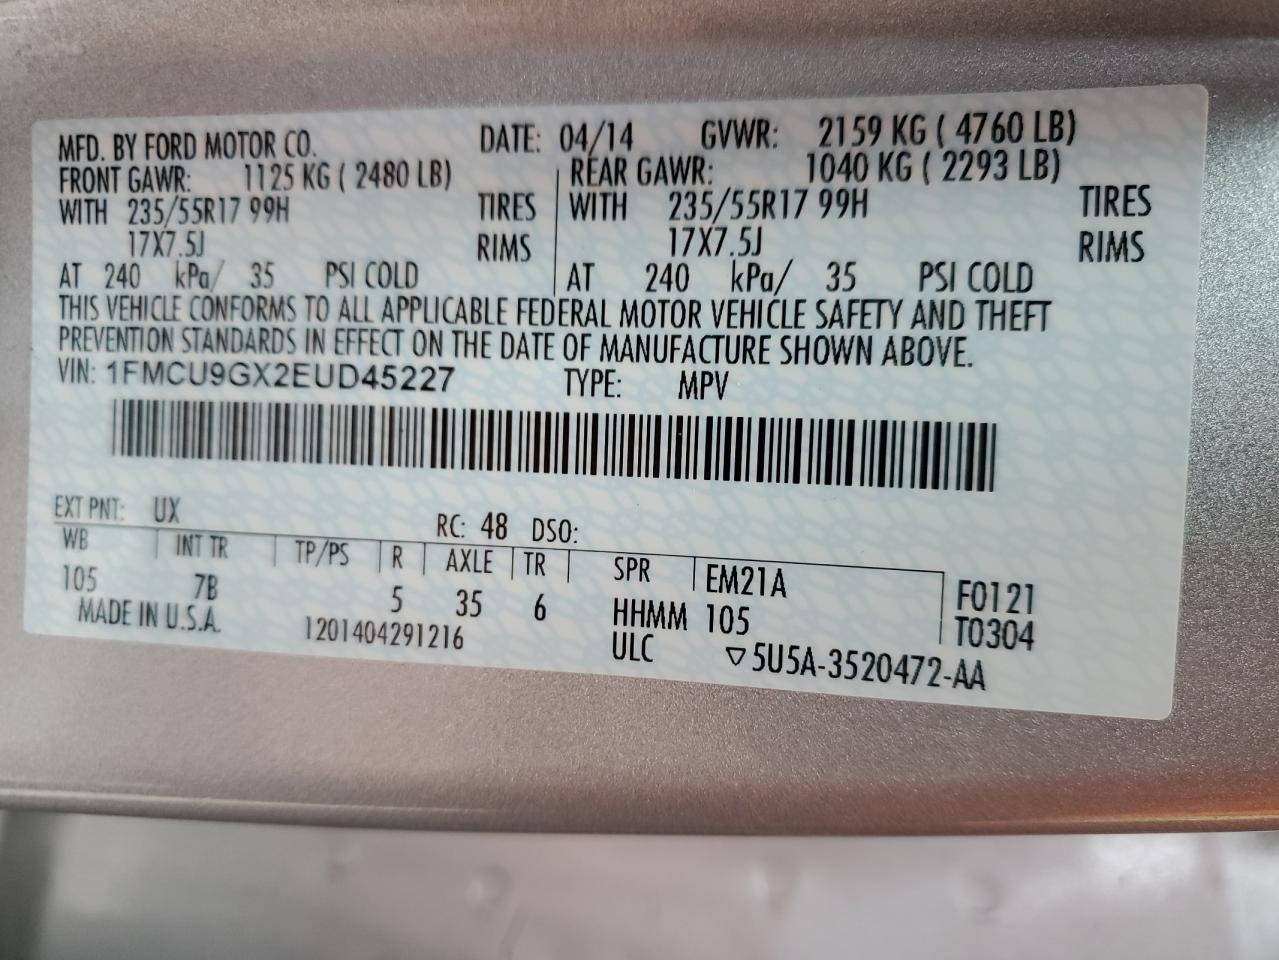 MFD. BY FORD MOTOR CO. DATE: 04/14 GVWR: 2159 KG ( 4760 LB)
FRONT GAWR: 1125 KG ( 2480 LB) REAR GAWR: 1040 KG ( 2293 LB)
WITH 235/55R17 99H TIRES WITH 235/55R17 99H TIRES
17X7.5J RIMS 17X7.5J RIMS
AT 240 kPa/ 35 PSI COLD AT 240 kPa/ 35 PSI COLD
THIS VEHICLE CONFORMS TO ALL APPLICABLE FEDERAL MOTOR VEHICLE SAFETY AND THEFT
PREVENTION STANDARDS IN EFFECT ON THE DATE OF MANUFACTURE SHOWN ABOVE.
VIN: 1FMCU9GX2EUD45227 TYPE: MPV
EXT PNT: UX RC: 48 DSO:
WB INT TR TP/PS R AXLE TR SPR EM21A F0121
105 7B 5 35 6 HHMM 105 T0304
MADE IN U.S.A. 1201404291216 ULC ▽5U5A-3520472-AA